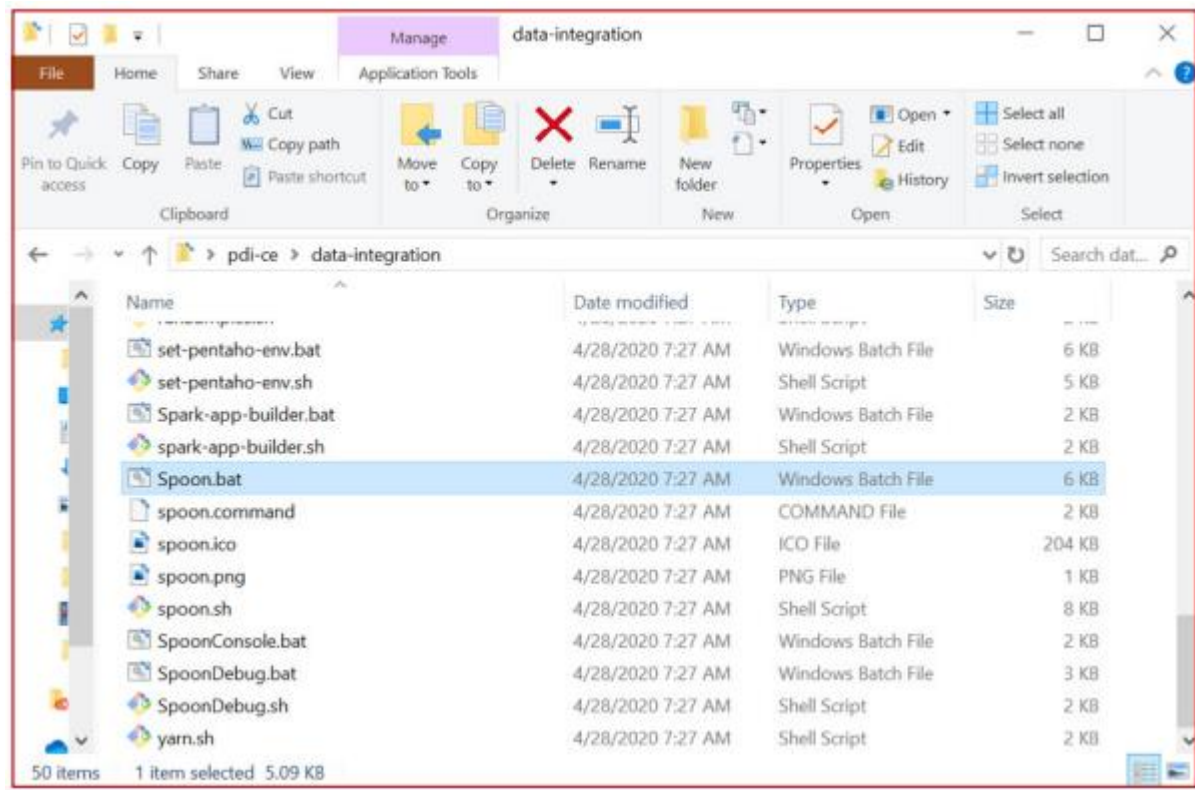 Manage data-integration
File Home Share View Application Tools
Pin to Quick access
Copy
Paste
Cut
Copy path
Paste shortcut
Clipboard
Move to
Copy to
Delete
Rename
Organize
New folder
New
Properties
Open
Edit
History
Open
Select all
Select none
Invert selection
Select
pdi-ce > data-integration
Search dat...
Name Date modified Type Size
set-pentaho-env.bat 4/28/2020 7:27 AM Windows Batch File 6 KB
set-pentaho-env.sh 4/28/2020 7:27 AM Shell Script 5 KB
Spark-app-builder.bat 4/28/2020 7:27 AM Windows Batch File 2 KB
spark-app-builder.sh 4/28/2020 7:27 AM Shell Script 2 KB
Spoon.bat 4/28/2020 7:27 AM Windows Batch File 6 KB
spoon.command 4/28/2020 7:27 AM COMMAND File 2 KB
spoon.ico 4/28/2020 7:27 AM ICO File 204 KB
spoon.png 4/28/2020 7:27 AM PNG File 1 KB
spoon.sh 4/28/2020 7:27 AM Shell Script 8 KB
SpoonConsole.bat 4/28/2020 7:27 AM Windows Batch File 2 KB
SpoonDebug.bat 4/28/2020 7:27 AM Windows Batch File 3 KB
SpoonDebug.sh 4/28/2020 7:27 AM Shell Script 2 KB
yarn.sh 4/28/2020 7:27 AM Shell Script 2 KB
50 items 1 item selected 5.09 KB